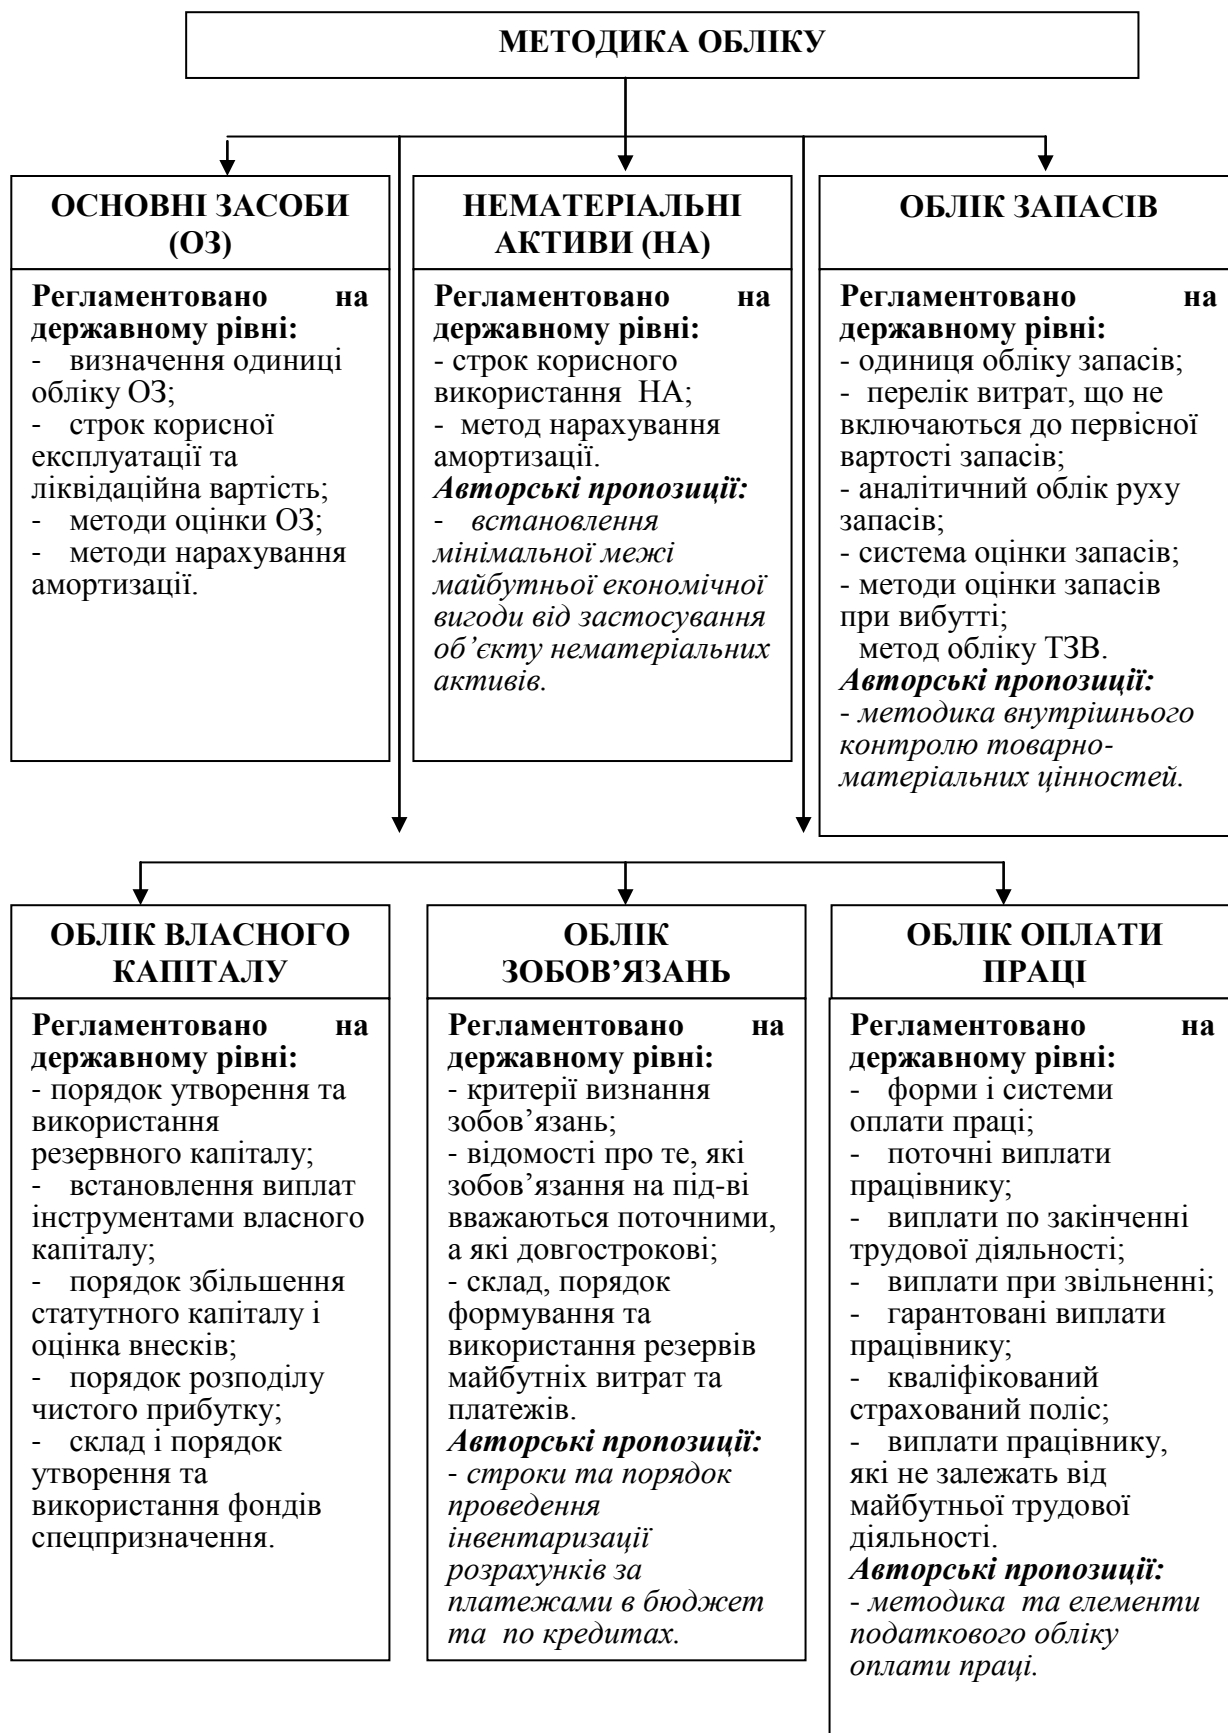 МЕТОДИКА ОБЛІКУ
ОСНОВНІ ЗАСОБИ
(ОЗ)
Регламентовано на
державному рівні:
- визначення одиниці
обліку ОЗ;
- строк корисної
експлуатації та
ліквідаційна вартість;
- методи оцінки ОЗ;
- методи нарахування
амортизації.
НЕМАТЕРІАЛЬНІ
АКТИВИ (НА)
Регламентовано на
державному рівні:
- строк корисного
використання НА;
- метод нарахування
амортизації.
Авторські пропозиції:
- встановлення
мінімальної межі
майбутньої економічної
вигоди від застосування
об’єкту нематеріальних
активів.
ОБЛІК ЗАПАСІВ
Регламентовано на
державному рівні:
- одиниця обліку запасів;
- перелік витрат, що не
включаються до первісної
вартості запасів;
- аналітичний облік руху
запасів;
- система оцінки запасів;
- методи оцінки запасів
при вибутті;
метод обліку ТЗВ.
Авторські пропозиції:
- методика внутрішнього
контролю товарно-
матеріальних цінностей.
ОБЛІК ВЛАСНОГО
КАПІТАЛУ
Регламентовано на
державному рівні:
- порядок утворення та
використання
резервного капіталу;
- встановлення виплат
інструментами власного
капіталу;
- порядок збільшення
статутного капіталу і
оцінка внесків;
- порядок розподілу
чистого прибутку;
- склад і порядок
утворення та
використання фондів
спецпризначення.
ОБЛІК
ЗОБОВ’ЯЗАНЬ
Регламентовано на
державному рівні:
- критерії визнання
зобов’язань;
- відомості про те, які
зобов’язання на під-ві
вважаються поточними,
а які довгострокові;
- склад, порядок
формування та
використання резервів
майбутніх витрат та
платежів.
Авторські пропозиції:
- строки та порядок
проведення
інвентаризації
розрахунків за
платежами в бюджет
та по кредитах.
ОБЛІК ОПЛАТИ
ПРАЦІ
Регламентовано на
державному рівні:
- форми і системи
оплати праці;
- поточні виплати
працівнику;
- виплати по закінченні
трудової діяльності;
- виплати при звільненні;
- гарантовані виплати
працівнику;
- кваліфікований
страхований поліс;
- виплати працівнику,
які не залежать від
майбутньої трудової
діяльності.
Авторські пропозиції:
- методика та елементи
податкового обліку
оплати праці.